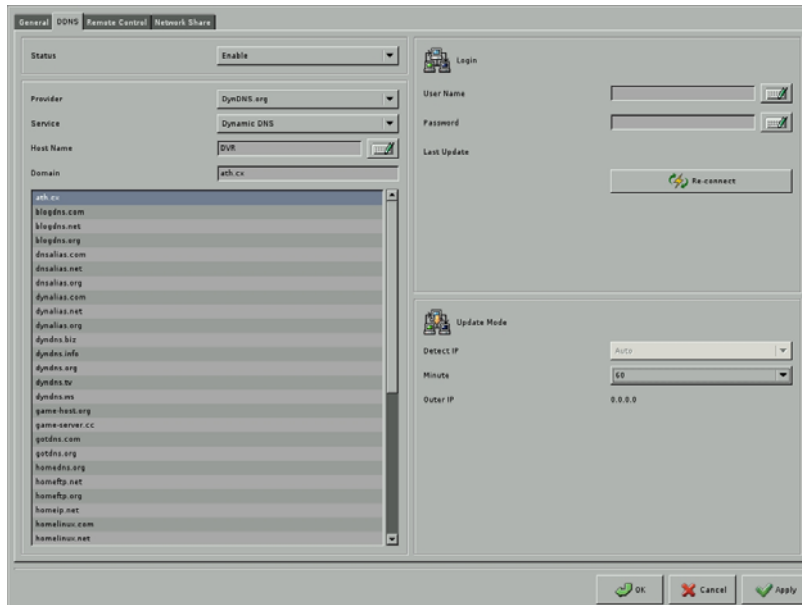 General DDNS Remote Control Network Share
Status Enable
Provider DynDNS.org
Service Dynamic DNS
Host Name DVR
Domain ath.cx
ath.cx
blogdns.com
blogdns.net
blogdns.org
dnsalias.com
dnsalias.net
dnsalias.org
dynalias.com
dynalias.net
dynalias.org
dyndns.biz
dyndns.info
dyndns.org
dyndns.tv
dyndns.ws
game-host.org
game-server.cc
gotdns.com
gotdns.org
homedns.org
homeftp.net
homeftp.org
homeip.net
homelinux.com
homelinux.net
Login
User Name
Password
Last Update
Re-connect
Update Mode
Detect IP Auto
Minute 60
Outer IP 0.0.0.0
OK Cancel Apply